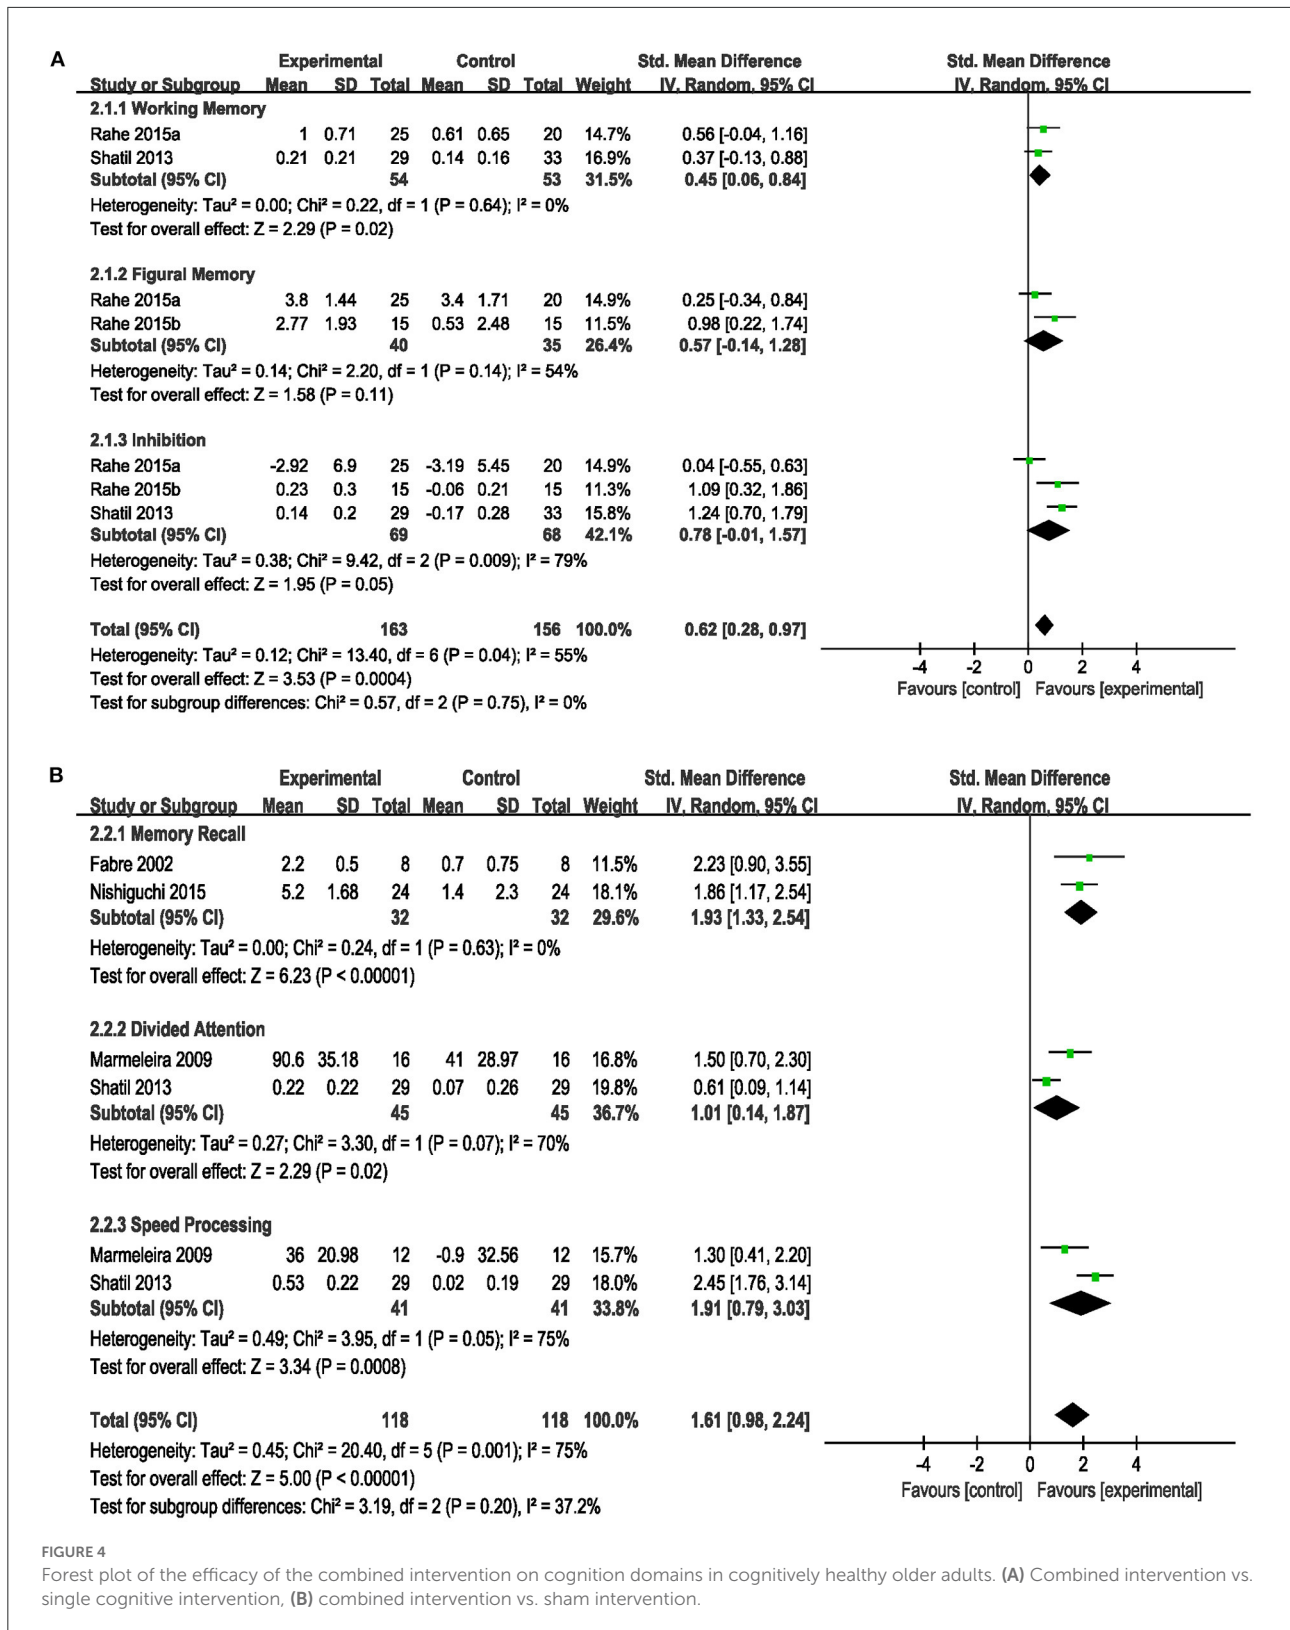 A
Experimental Control Std. Mean Difference Std. Mean Difference
Study or Subgroup Mean SD Total Mean SD Total Weight IV, Random, 95% CI IV, Random, 95% CI
2.1.1 Working Memory
Rahe 2015a 1 0.71 25 0.61 0.65 20 14.7% 0.56 [-0.04, 1.16]
Shatil 2013 0.21 0.21 29 0.14 0.16 33 16.9% 0.37 [-0.13, 0.88]
Subtotal (95% CI) 54 53 31.5% 0.45 [0.06, 0.84]
Heterogeneity: Tau² = 0.00; Chi² = 0.22, df = 1 (P = 0.64); I² = 0%
Test for overall effect: Z = 2.29 (P = 0.02)
2.1.2 Figural Memory
Rahe 2015a 3.8 1.44 25 3.4 1.71 20 14.9% 0.25 [-0.34, 0.84]
Rahe 2015b 2.77 1.93 15 0.53 2.48 15 11.5% 0.98 [0.22, 1.74]
Subtotal (95% CI) 40 35 26.4% 0.57 [-0.14, 1.28]
Heterogeneity: Tau² = 0.14; Chi² = 2.20, df = 1 (P = 0.14); I² = 54%
Test for overall effect: Z = 1.58 (P = 0.11)
2.1.3 Inhibition
Rahe 2015a -2.92 6.9 25 -3.19 5.45 20 14.9% 0.04 [-0.55, 0.63]
Rahe 2015b 0.23 0.3 15 -0.06 0.21 15 11.3% 1.09 [0.32, 1.86]
Shatil 2013 0.14 0.2 29 -0.17 0.28 33 15.8% 1.24 [0.70, 1.79]
Subtotal (95% CI) 69 68 42.1% 0.78 [-0.01, 1.57]
Heterogeneity: Tau² = 0.38; Chi² = 9.42, df = 2 (P = 0.009); I² = 79%
Test for overall effect: Z = 1.95 (P = 0.05)
Total (95% CI) 163 156 100.0% 0.62 [0.28, 0.97]
Heterogeneity: Tau² = 0.12; Chi² = 13.40, df = 6 (P = 0.04); I² = 55%
Test for overall effect: Z = 3.53 (P = 0.0004)
Test for subgroup differences: Chi² = 0.57, df = 2 (P = 0.75), I² = 0%
-4 -2 0 2 4
Favours [control] Favours [experimental]
B
Experimental Control Std. Mean Difference Std. Mean Difference
Study or Subgroup Mean SD Total Mean SD Total Weight IV, Random, 95% CI IV, Random, 95% CI
2.2.1 Memory Recall
Fabre 2002 2.2 0.5 8 0.7 0.75 8 11.5% 2.23 [0.90, 3.55]
Nishiguchi 2015 5.2 1.68 24 1.4 2.3 24 18.1% 1.86 [1.17, 2.54]
Subtotal (95% CI) 32 32 29.6% 1.93 [1.33, 2.54]
Heterogeneity: Tau² = 0.00; Chi² = 0.24, df = 1 (P = 0.63); I² = 0%
Test for overall effect: Z = 6.23 (P < 0.00001)
2.2.2 Divided Attention
Marmeleira 2009 90.6 35.18 16 41 28.97 16 16.8% 1.50 [0.70, 2.30]
Shatil 2013 0.22 0.22 29 0.07 0.26 29 19.8% 0.61 [0.09, 1.14]
Subtotal (95% CI) 45 45 36.7% 1.01 [0.14, 1.87]
Heterogeneity: Tau² = 0.27; Chi² = 3.30, df = 1 (P = 0.07); I² = 70%
Test for overall effect: Z = 2.29 (P = 0.02)
2.2.3 Speed Processing
Marmeleira 2009 36 20.98 12 -0.9 32.56 12 15.7% 1.30 [0.41, 2.20]
Shatil 2013 0.53 0.22 29 0.02 0.19 29 18.0% 2.45 [1.76, 3.14]
Subtotal (95% CI) 41 41 33.8% 1.91 [0.79, 3.03]
Heterogeneity: Tau² = 0.49; Chi² = 3.95, df = 1 (P = 0.05); I² = 75%
Test for overall effect: Z = 3.34 (P = 0.0008)
Total (95% CI) 118 118 100.0% 1.61 [0.98, 2.24]
Heterogeneity: Tau² = 0.45; Chi² = 20.40, df = 5 (P = 0.001); I² = 75%
Test for overall effect: Z = 5.00 (P < 0.00001)
Test for subgroup differences: Chi² = 3.19, df = 2 (P = 0.20), I² = 37.2%
-4 -2 0 2 4
Favours [control] Favours [experimental]
FIGURE 4
Forest plot of the efficacy of the combined intervention on cognition domains in cognitively healthy older adults. (A) Combined intervention vs.
single cognitive intervention, (B) combined intervention vs. sham intervention.